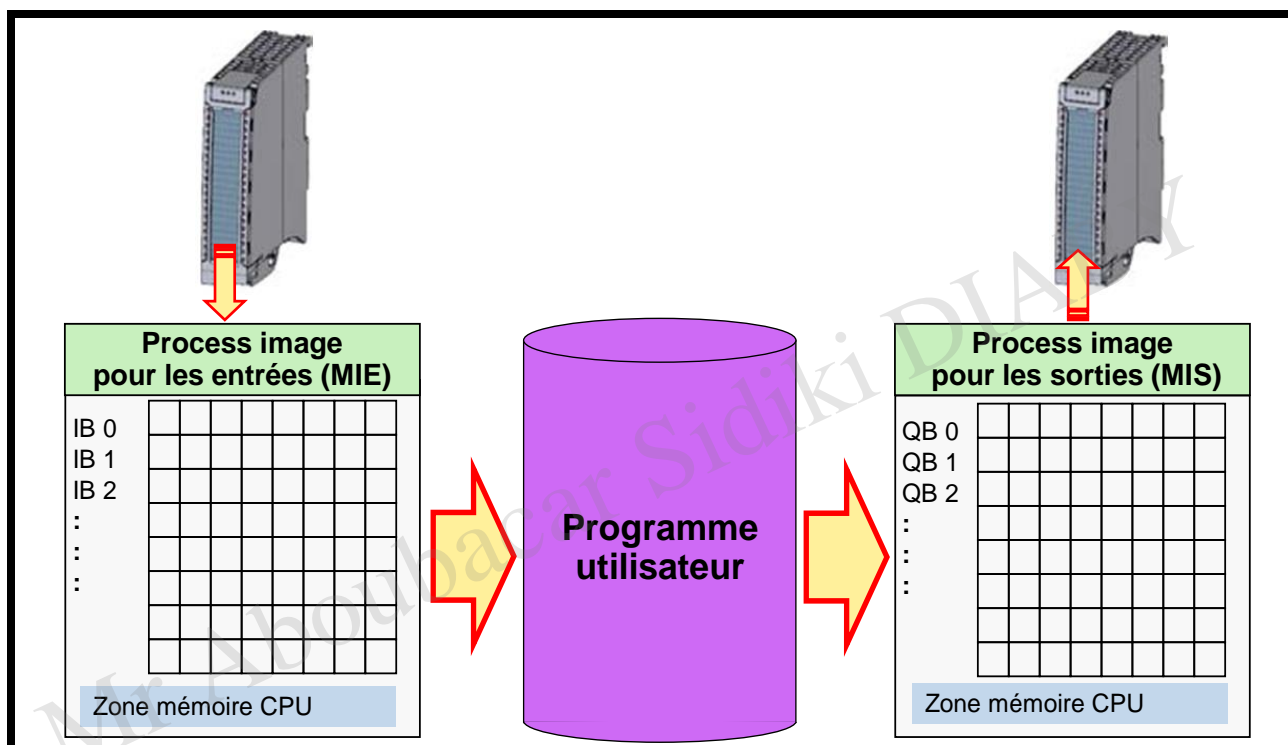 Process image
pour les entrées (MIE)
IB 0
IB 1
IB 2
:
:
:
Zone mémoire CPU
Programme
utilisateur
Process image
pour les sorties (MIS)
QB 0
QB 1
QB 2
:
:
:
Zone mémoire CPU
Mr Aboubacar Sidiki